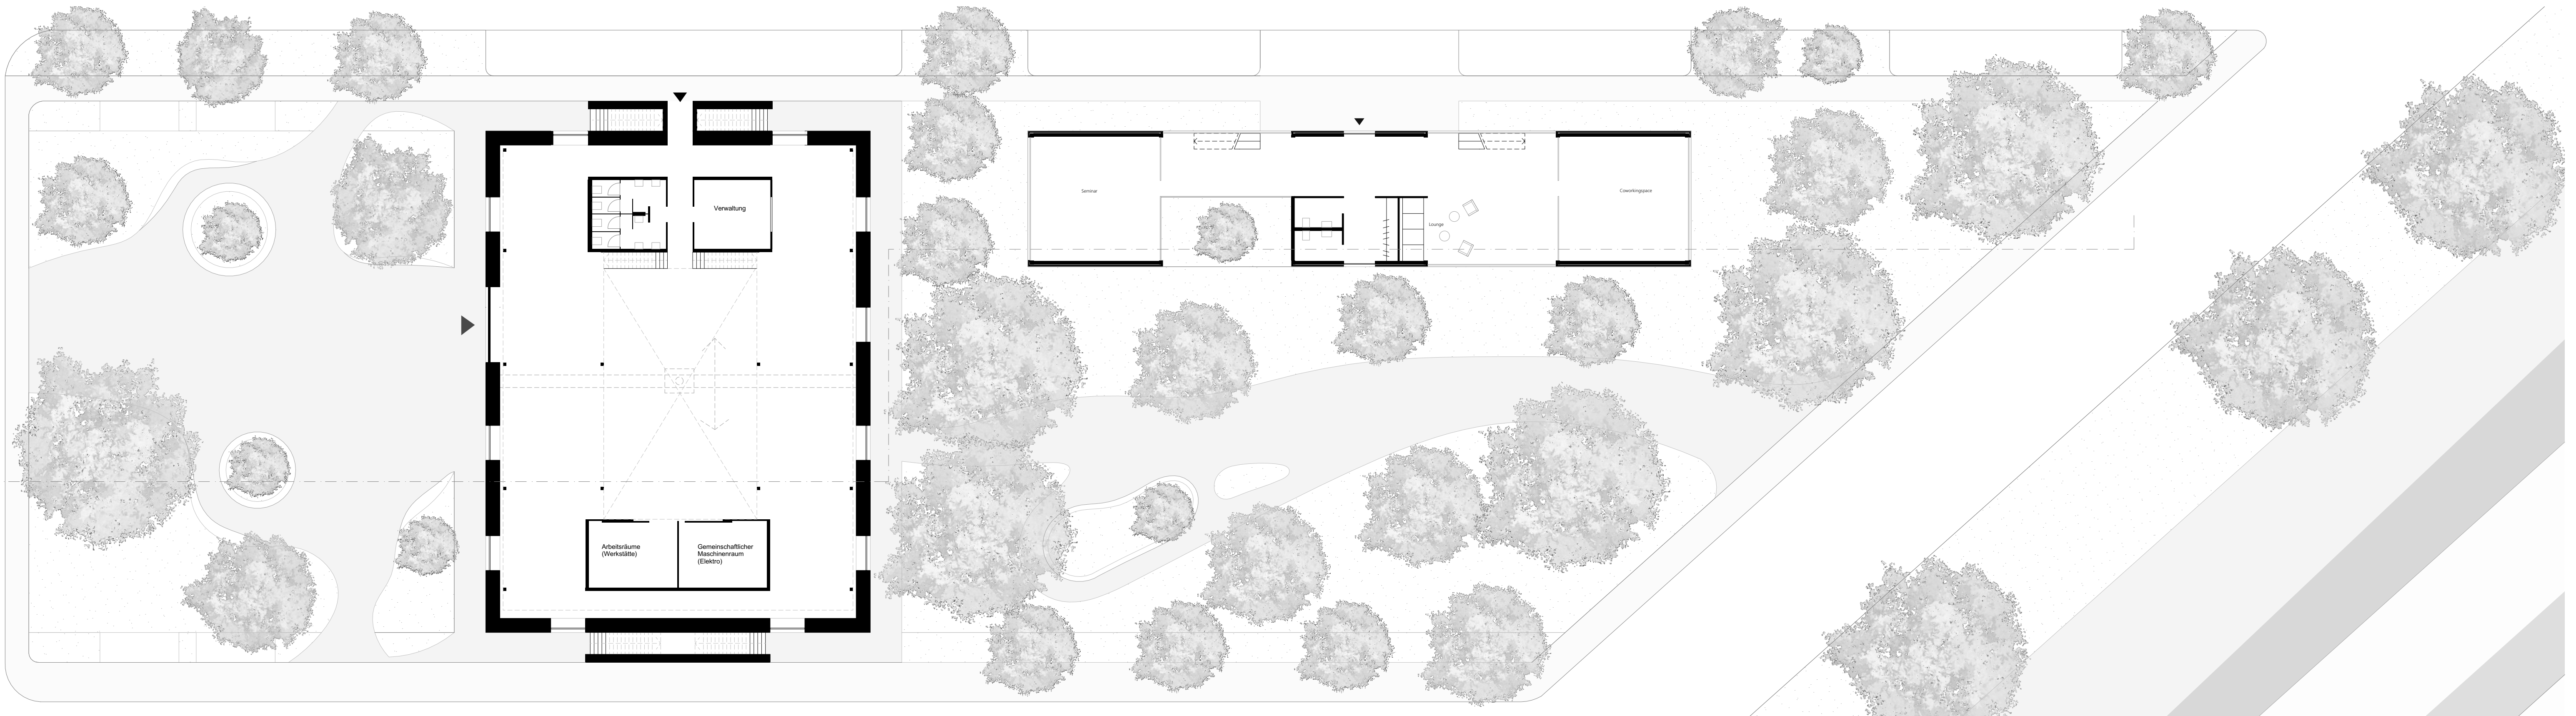 Verwaltung
Seminar
Coworkingspace
Lounge
Arbeitsräume
(Werkstätte)
Gemeinschaftlicher
Maschinenraum
(Elektro)